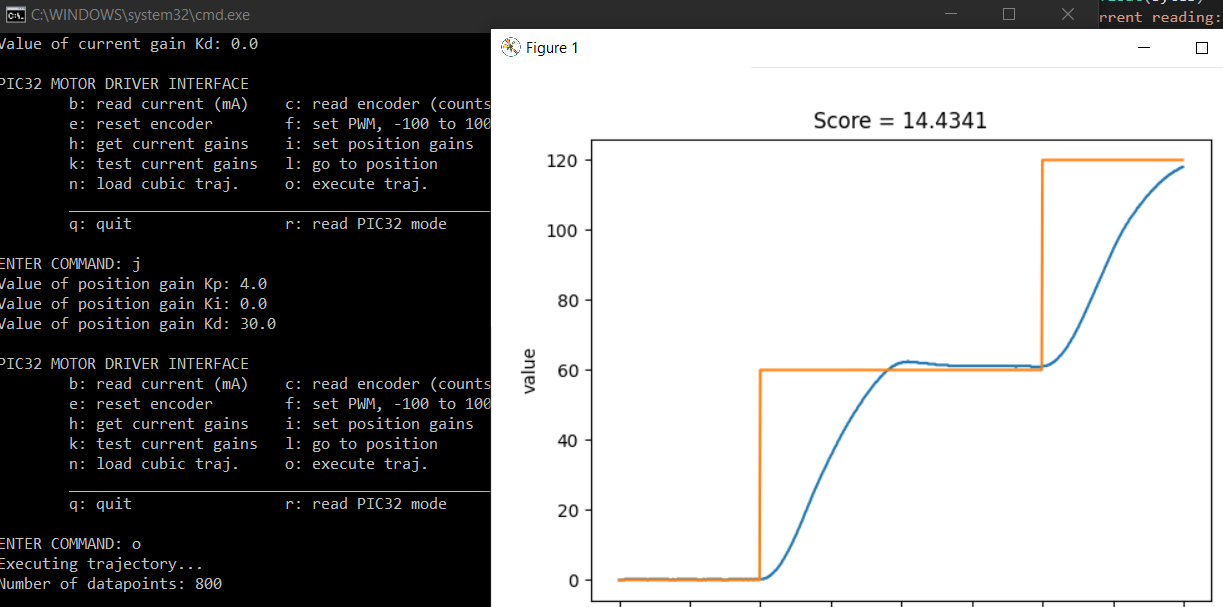 C:\WINDOWS\system32\cmd.exe
rrent reading:
Value of current gain Kd: 0.0
PIC32 MOTOR DRIVER INTERFACE
b: read current (mA) c: read encoder (counts
e: reset encoder f: set PWM, -100 to 100
h: get current gains i: set position gains
k: test current gains l: go to position
n: load cubic traj. o: execute traj.
q: quit r: read PIC32 mode
ENTER COMMAND: j
Value of position gain Kp: 4.0
Value of position gain Ki: 0.0
Value of position gain Kd: 30.0
PIC32 MOTOR DRIVER INTERFACE
b: read current (mA) c: read encoder (counts
e: reset encoder f: set PWM, -100 to 100
h: get current gains i: set position gains
k: test current gains l: go to position
n: load cubic traj. o: execute traj.
q: quit r: read PIC32 mode
ENTER COMMAND: o
Executing trajectory...
Number of datapoints: 800
Figure 1
Score = 14.4341
120
100
80
60
40
20
0
value